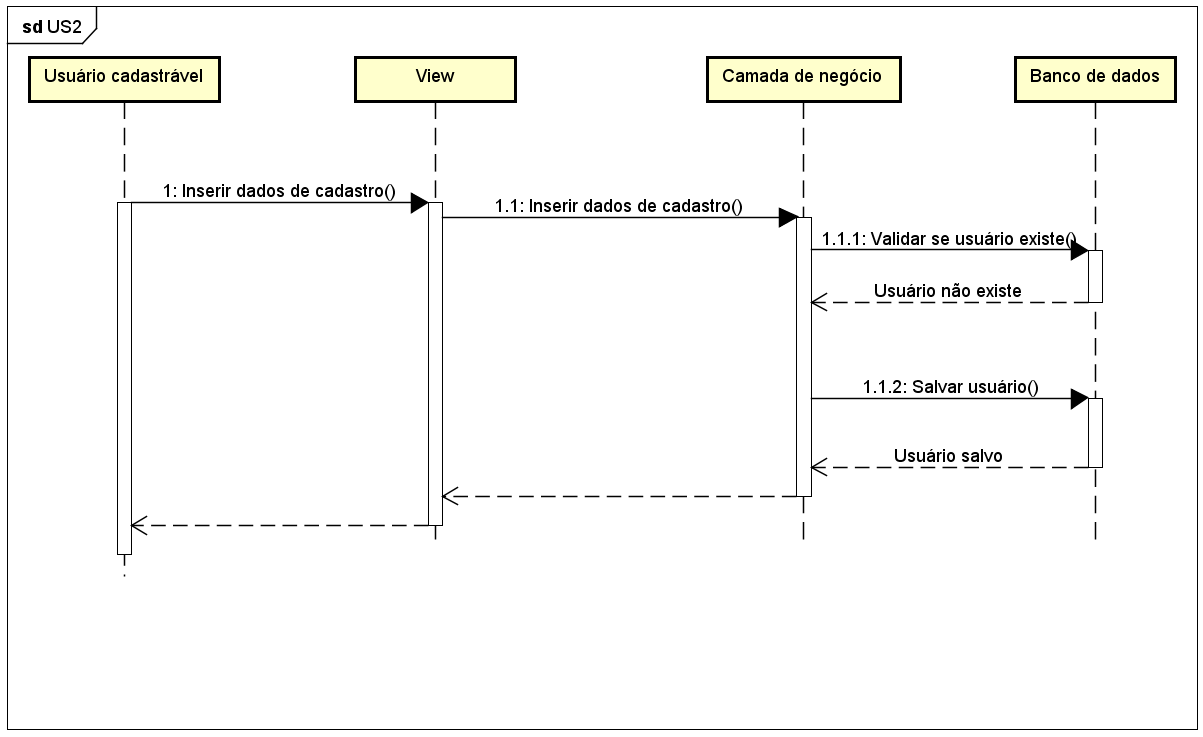 sd US2
Usuário cadastrável
View
Camada de negócio
Banco de dados
1: Inserir dados de cadastro()
1.1: Inserir dados de cadastro()
1.1.1: Validar se usuário existe()
Usuário não existe
1.1.2: Salvar usuário()
Usuário salvo